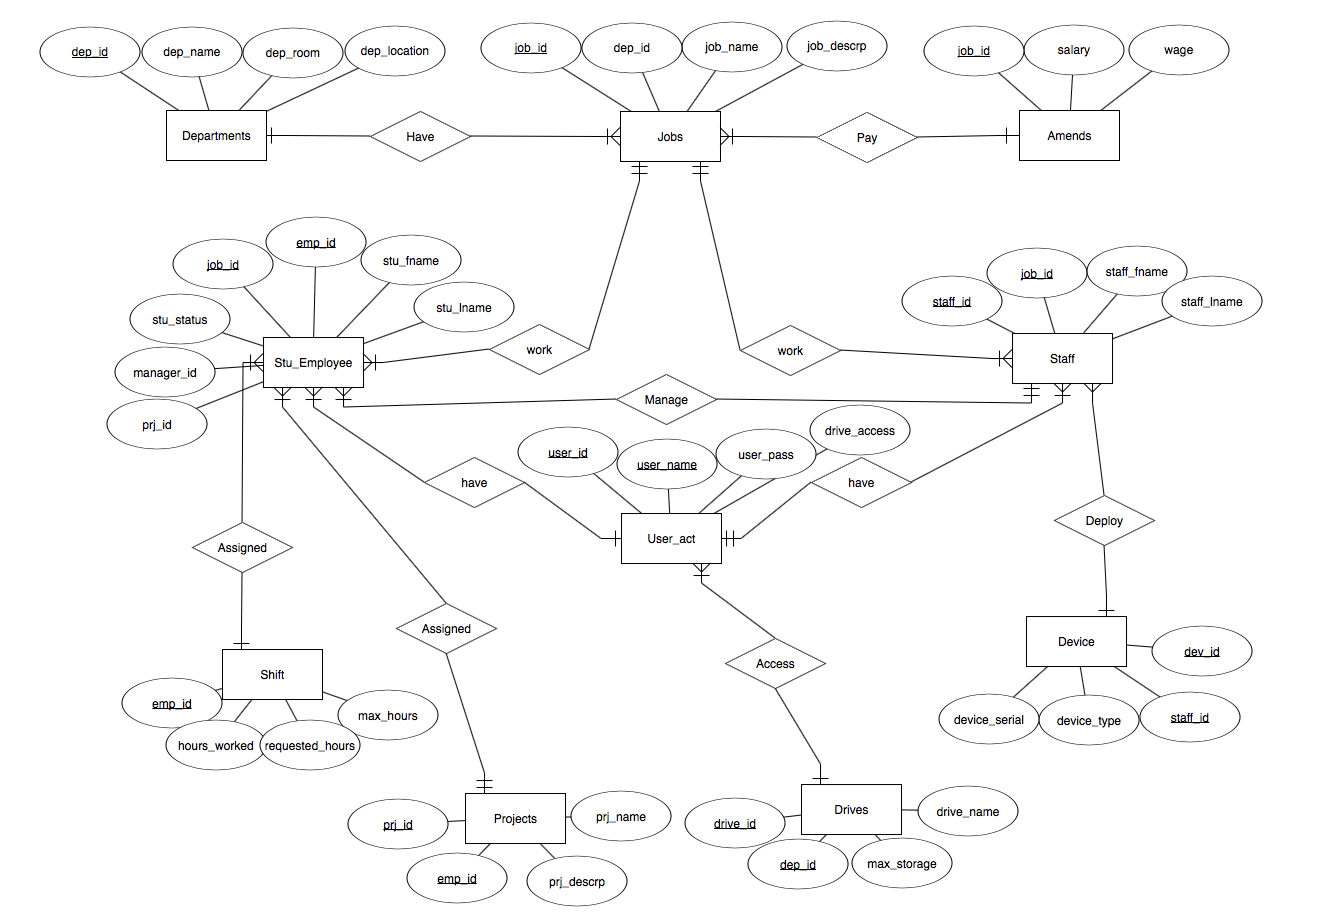 dep_id
dep_name
dep_room
dep_location
job_id
dep_id
job_name
job_descrp
job_id
salary
wage
Departments
Have
Jobs
Pay
Amends
job_id
emp_id
stu_fname
stu_lname
stu_status
manager_id
prj_id
Stu_Employee
work
work
staff_id
job_id
staff_fname
staff_lname
Staff
Manage
user_id
user_name
user_pass
drive_access
have
have
User_act
Deploy
Assigned
Assigned
Access
Shift
emp_id
hours_worked
requested_hours
max_hours
Device
dev_id
device_serial
device_type
staff_id
Projects
prj_id
prj_name
emp_id
prj_descrp
Drives
drive_id
drive_name
dep_id
max_storage